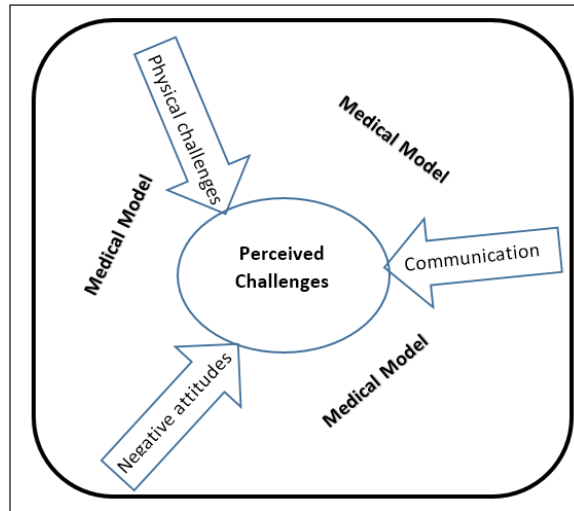 Physical challenges
Medical Model
Medical Model
Perceived
Challenges
Communication
Medical Model
Negative attitudes